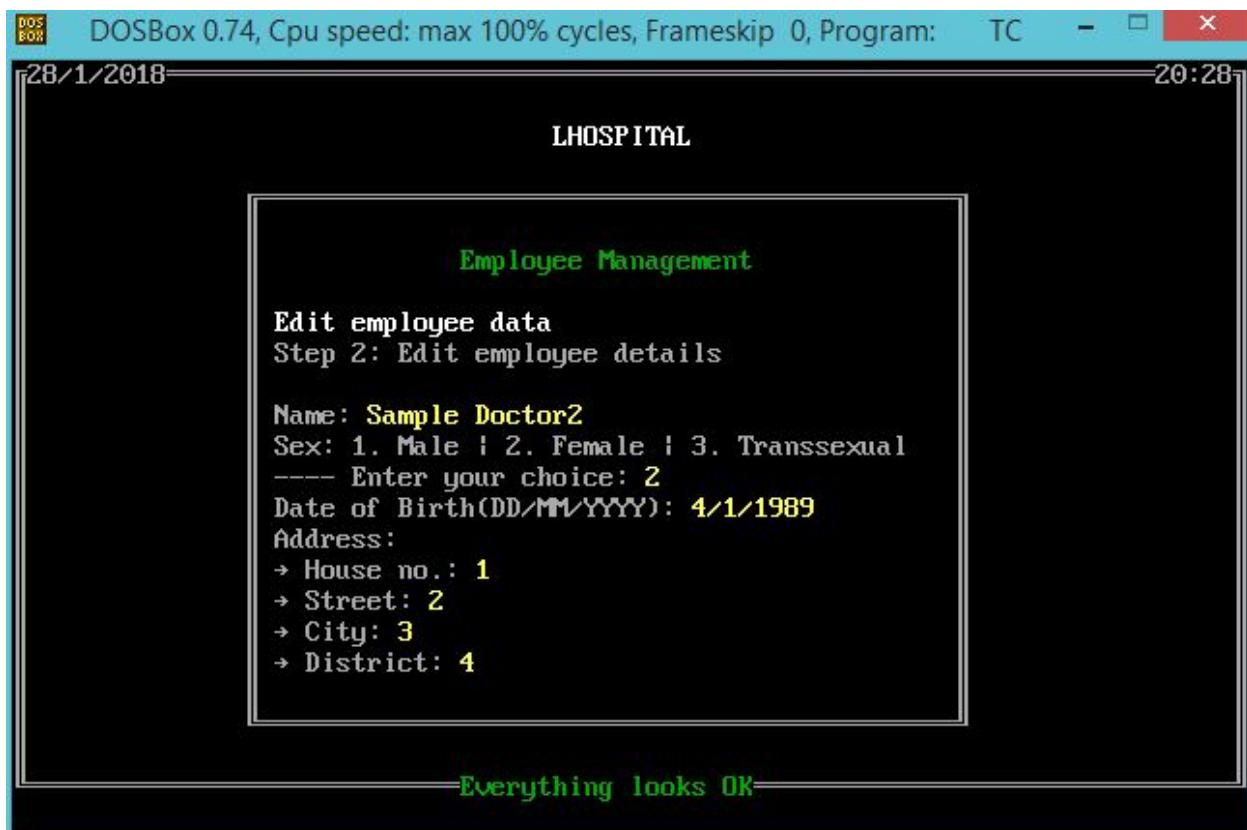 DOS BOX DOSBox 0.74, Cpu speed: max 100% cycles, Frameskip 0, Program: TC
28/1/2018 20:28
LHOSPITAL
Employee Management
Edit employee data
Step 2: Edit employee details
Name: Sample Doctor2
Sex: 1. Male ¦ 2. Female ¦ 3. Transsexual
---- Enter your choice: 2
Date of Birth(DD/MM/YYYY): 4/1/1989
Address:
→ House no.: 1
→ Street: 2
→ City: 3
→ District: 4
Everything looks OK